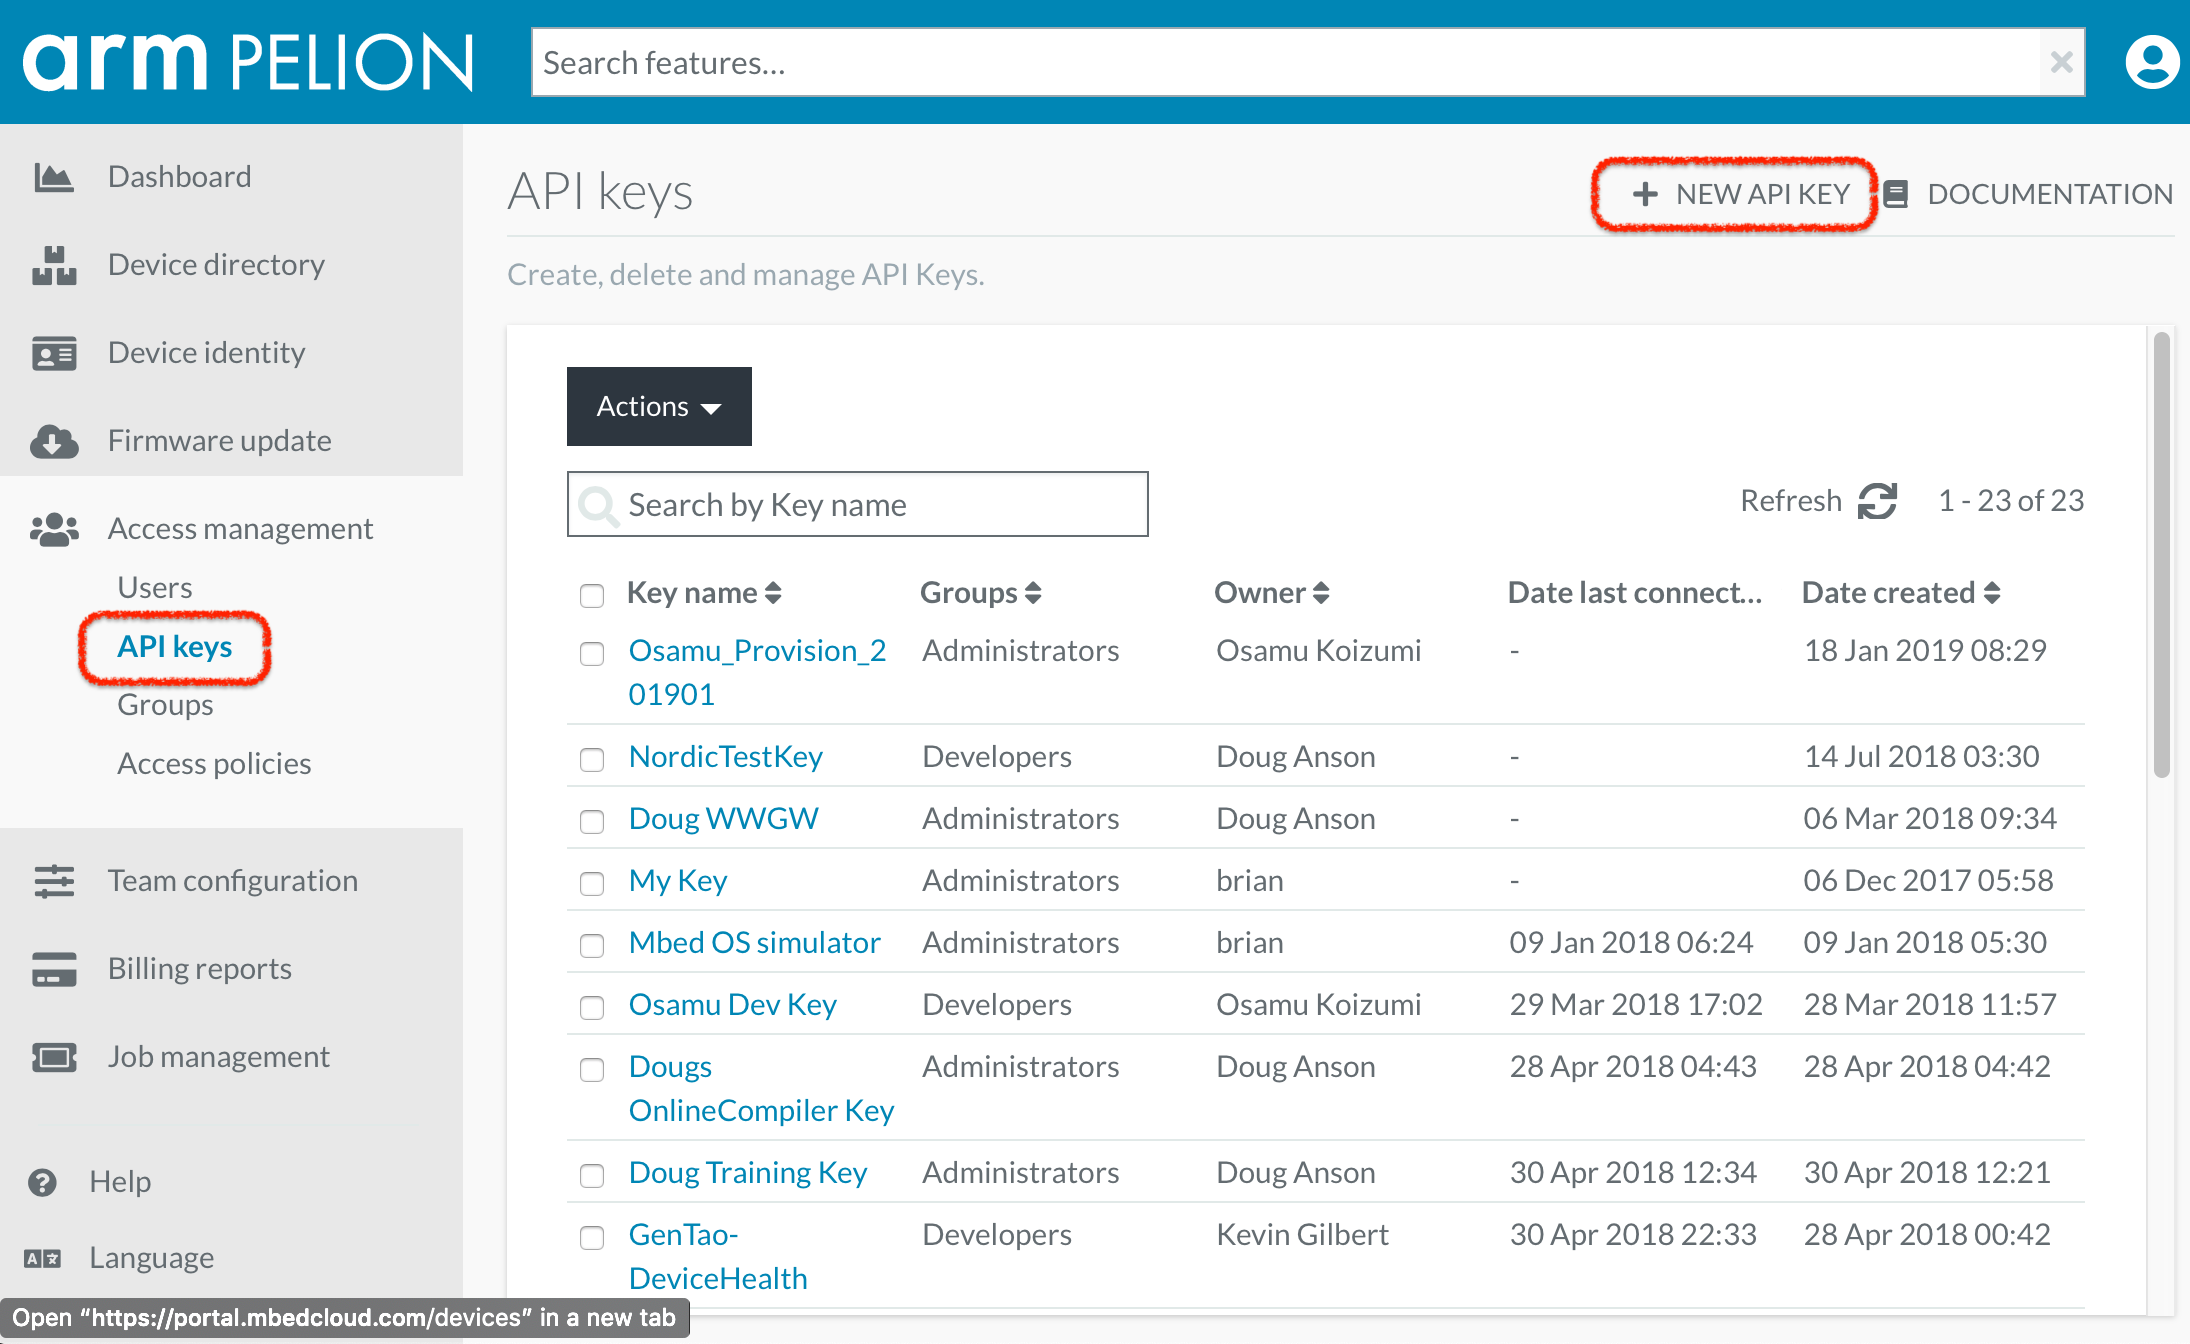 arm PELION
Search features...
Dashboard
Device directory
Device identity
Firmware update
Access management
Users
API keys
Groups
Access policies
Team configuration
Billing reports
Job management
Help
Language
API keys
NEW API KEY
DOCUMENTATION
Create, delete and manage API Keys.
Actions
Search by Key name
Refresh 1 - 23 of 23
Key name Groups Owner Date last connect... Date created
Osamu_Provision_2 Administrators Osamu Koizumi - 18 Jan 2019 08:29
01901
NordicTestKey Developers Doug Anson - 14 Jul 2018 03:30
Doug WWGW Administrators Doug Anson - 06 Mar 2018 09:34
My Key Administrators brian - 06 Dec 2017 05:58
Mbed OS simulator Administrators brian 09 Jan 2018 06:24 09 Jan 2018 05:30
Osamu Dev Key Developers Osamu Koizumi 29 Mar 2018 17:02 28 Mar 2018 11:57
Dougs Administrators Doug Anson 28 Apr 2018 04:43 28 Apr 2018 04:42
OnlineCompiler Key
Doug Training Key Administrators Doug Anson 30 Apr 2018 12:34 30 Apr 2018 12:21
GenTao- Developers Kevin Gilbert 30 Apr 2018 22:33 28 Apr 2018 00:42
DeviceHealth
Open “https://portal.mbedcloud.com/devices” in a new tab